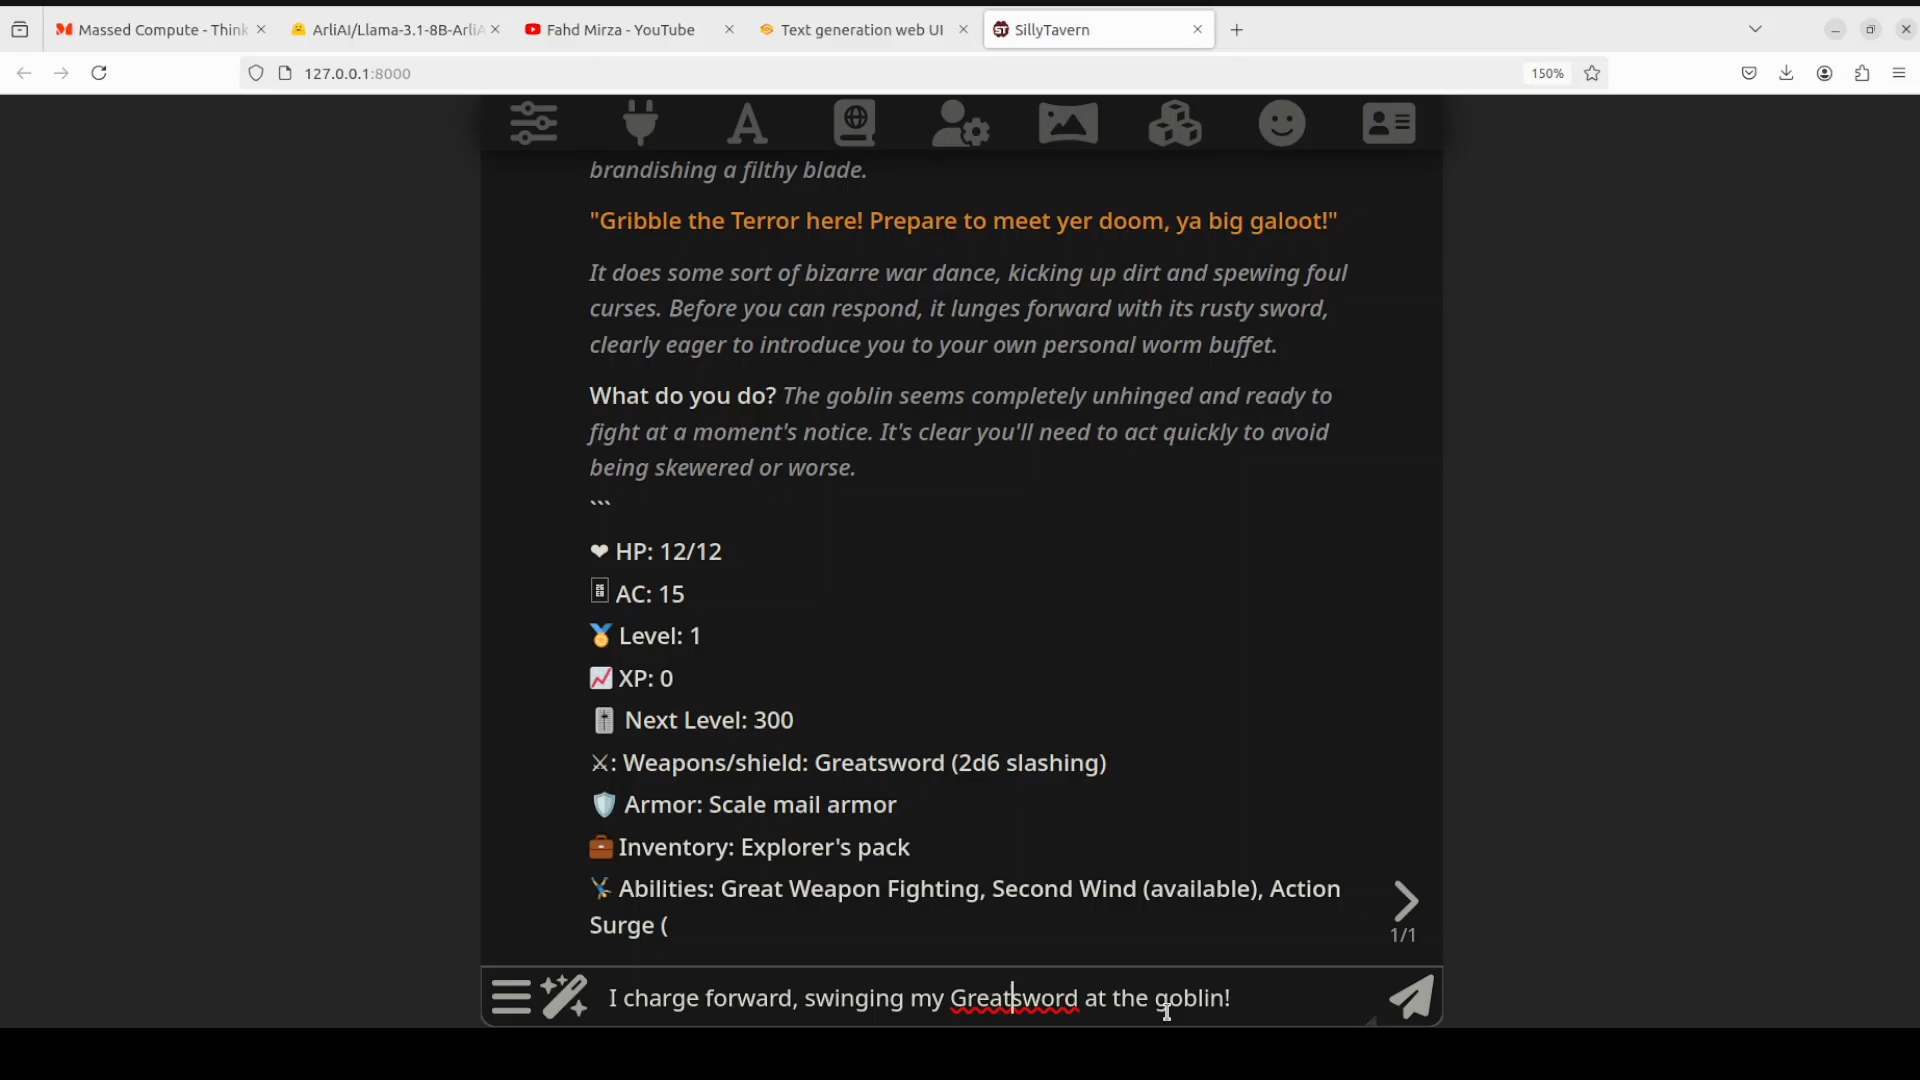 Massed Compute - Think
ArliAI/Llama-3.1-8B-ArliA
Fahd Mirza - YouTube
Text generation web UI
SillyTavern
127.0.0.1:8000
150%
brandishing a filthy blade.
"Gribble the Terror here! Prepare to meet yer doom, ya big galoot!"
It does some sort of bizarre war dance, kicking up dirt and spewing foul
curses. Before you can respond, it lunges forward with its rusty sword,
clearly eager to introduce you to your own personal worm buffet.
What do you do? The goblin seems completely unhinged and ready to
fight at a moment's notice. It's clear you'll need to act quickly to avoid
being skewered or worse.
```
❤ HP: 12/12
AC: 15
🏅 Level: 1
📈 XP: 0
🎚 Next Level: 300
⚔: Weapons/shield: Greatsword (2d6 slashing)
🛡️ Armor: Scale mail armor
💼 Inventory: Explorer's pack
🤸 Abilities: Great Weapon Fighting, Second Wind (available), Action
Surge (
1/1
I charge forward, swinging my Greatsword at the goblin!